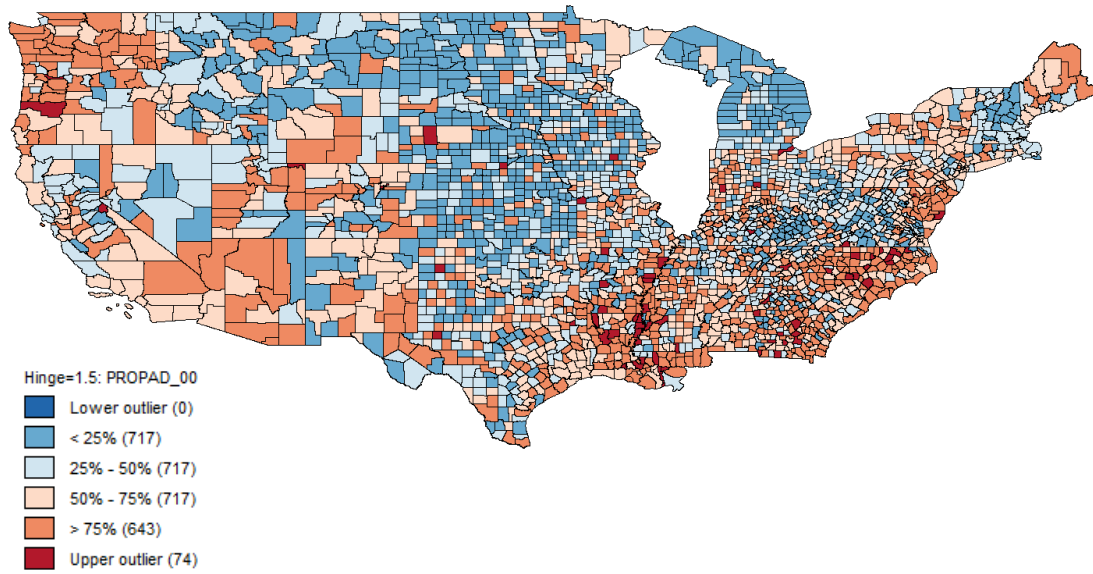 Hinge=1.5: PROPAD_00
Lower outlier (0)
< 25% (717)
25% - 50% (717)
50% - 75% (717)
> 75% (643)
Upper outlier (74)